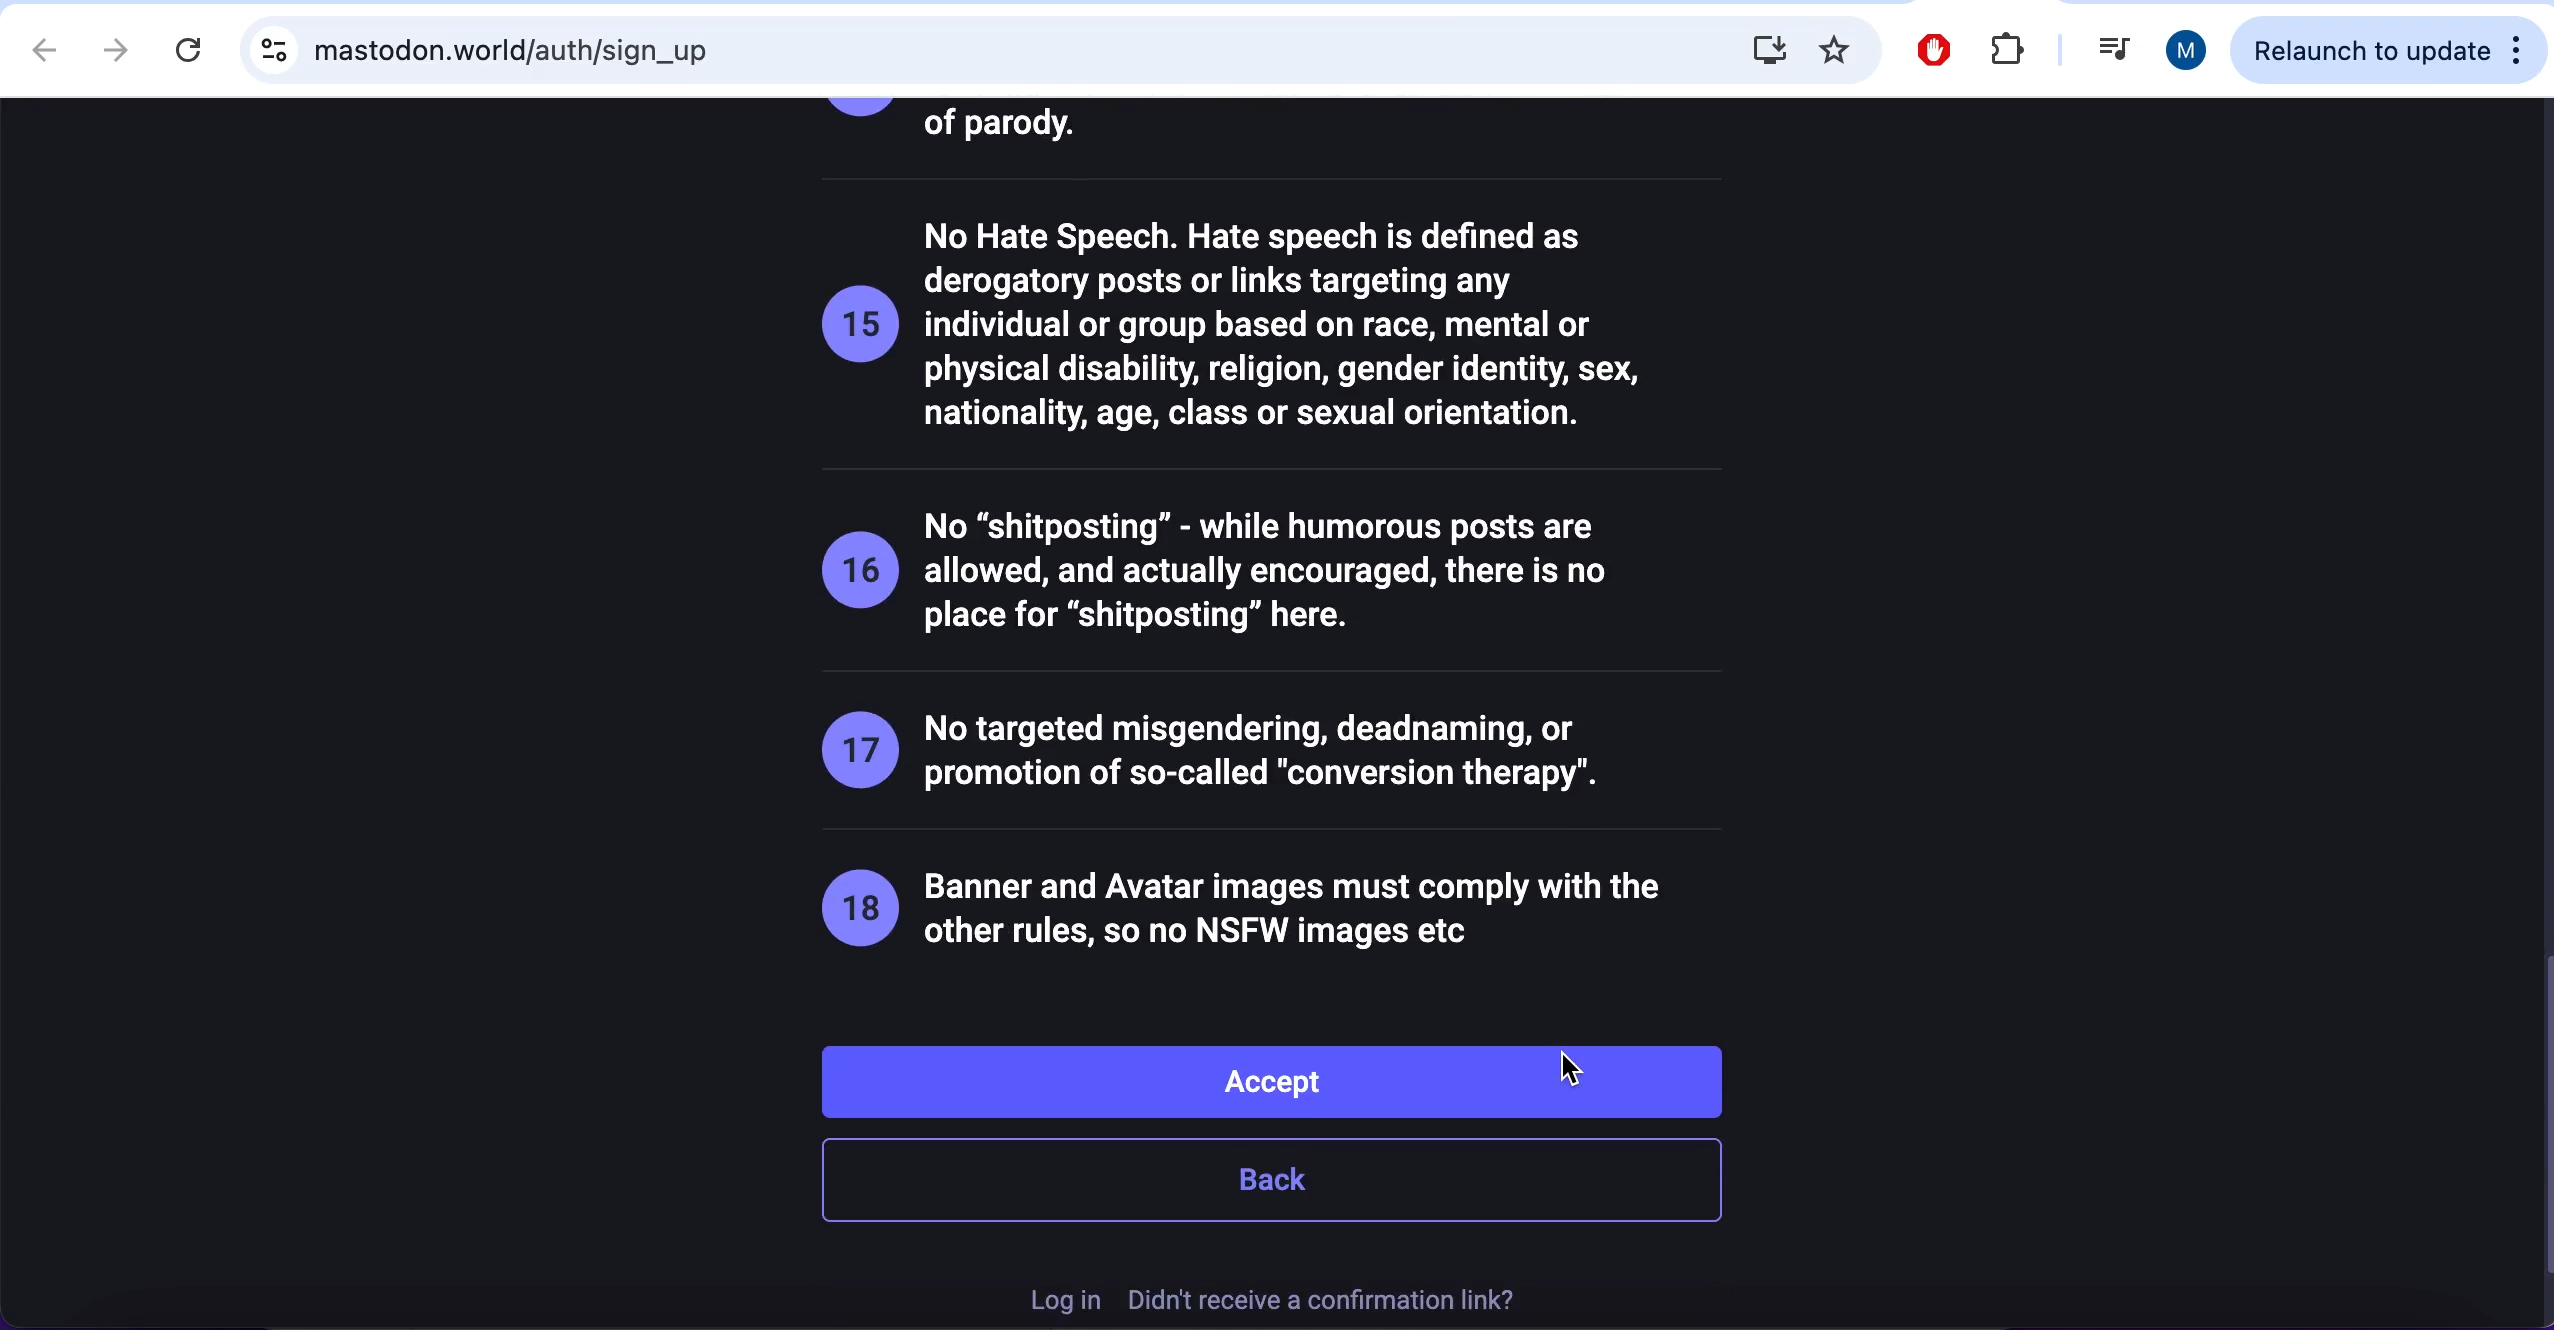 mastodon.world/auth/sign_up
M
Relaunch to update
of parody.
No Hate Speech. Hate speech is defined as
derogatory posts or links targeting any
15
individual or group based on race, mental or
physical disability, religion, gender identity, sex,
nationality, age, class or sexual orientation.
No “shitposting” - while humorous posts are
16
allowed, and actually encouraged, there is no
place for “shitposting” here.
17
No targeted misgendering, deadnaming, or
promotion of so-called "conversion therapy".
18
Banner and Avatar images must comply with the
other rules, so no NSFW images etc
Accept
Back
Log in Didn't receive a confirmation link?